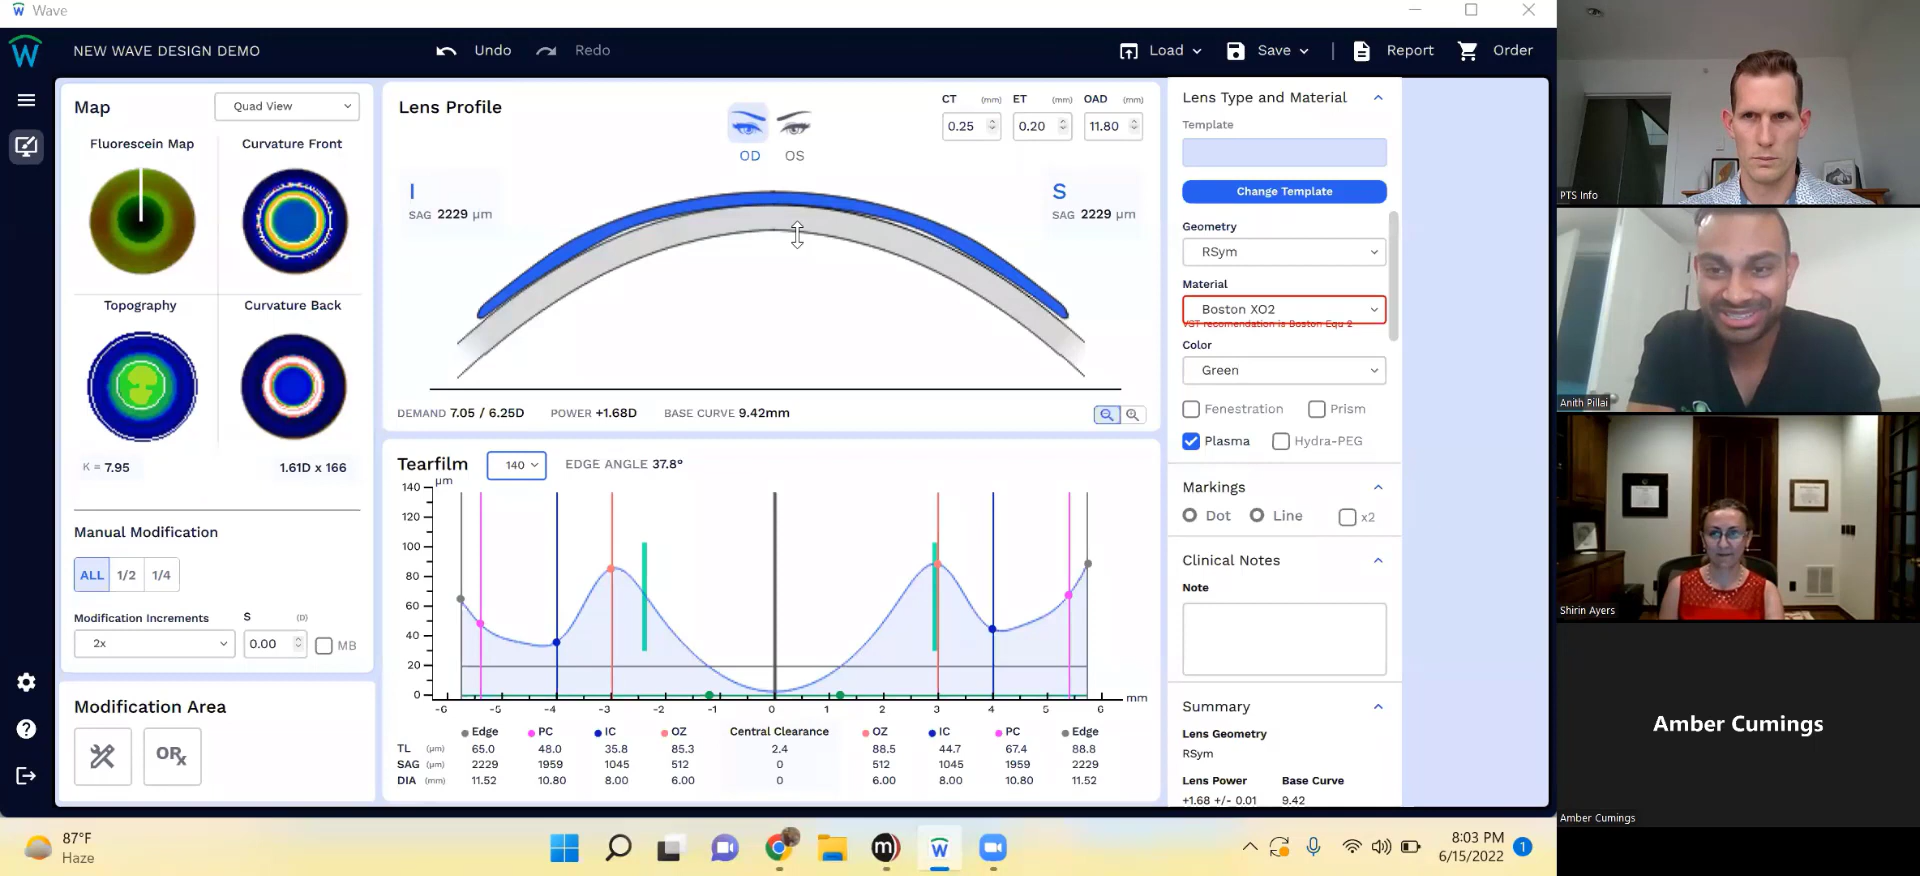 Wave
NEW WAVE DESIGN DEMO
Undo
Redo
Load
Save
Report
Order
Map
Quad View
Fluorescein Map
Curvature Front
Topography
Curvature Back
K = 7.95
1.61D x 166
Manual Modification
ALL
1/2
1/4
Modification Increments
S (D)
2x
0.00
MB
Modification Area
ORx
Lens Profile
OD
OS
CT (mm)
ET (mm)
OAD (mm)
0.25
0.20
11.80
I
SAG 2229 μm
S
SAG 2229 μm
DEMAND 7.05 / 6.25D
POWER +1.68D
BASE CURVE 9.42mm
Tearfilm
140
EDGE ANGLE 37.8°
μm
140
120
100
80
60
40
20
0
-6 -5 -4 -3 -2 -1 0 1 2 3 4 5 6
mm
Edge PC IC OZ Central Clearance OZ IC PC Edge
TL (μm) 65.0 48.0 35.8 85.3 2.4 88.5 44.7 67.4 88.8
SAG (μm) 2229 1959 1045 512 0 512 1045 1959 2229
DIA (mm) 11.52 10.80 8.00 6.00 0 6.00 8.00 10.80 11.52
Lens Type and Material
Template
Change Template
Geometry
RSym
Material
Boston XO2
VST recomendation is Boston Equ 2
Color
Green
Fenestration
Prism
Plasma
Hydra-PEG
Markings
Dot
Line
x2
Clinical Notes
Note
Summary
Lens Geometry
RSym
Lens Power
Base Curve
+1.68 +/- 0.01
9.42
PTS Info
Anith Pillai
Shirin Ayers
Amber Cumings
Amber Cumings
87°F
Haze
8:03 PM
6/15/2022
1